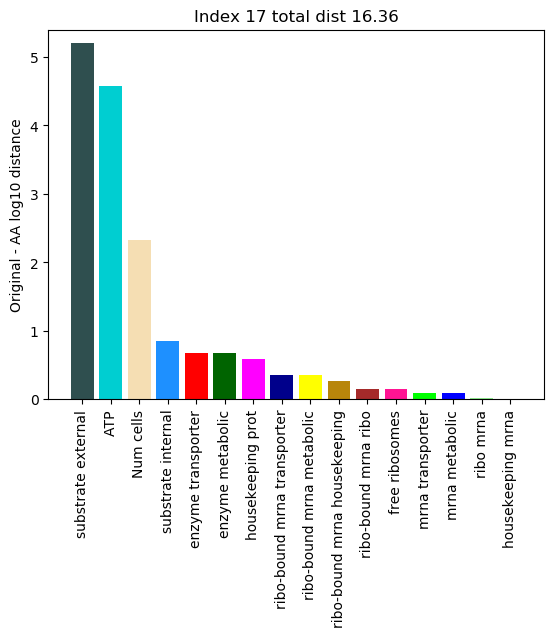 Index 17 total dist 16.36
Original - AA log10 distance
5
4
3
2
1
0
substrate external
ATP
Num cells
substrate internal
enzyme transporter
enzyme metabolic
housekeeping prot
ribo-bound mrna transporter
ribo-bound mrna metabolic
ribo-bound mrna housekeeping
ribo-bound mrna ribo
free ribosomes
mrna transporter
mrna metabolic
ribo mrna
housekeeping mrna